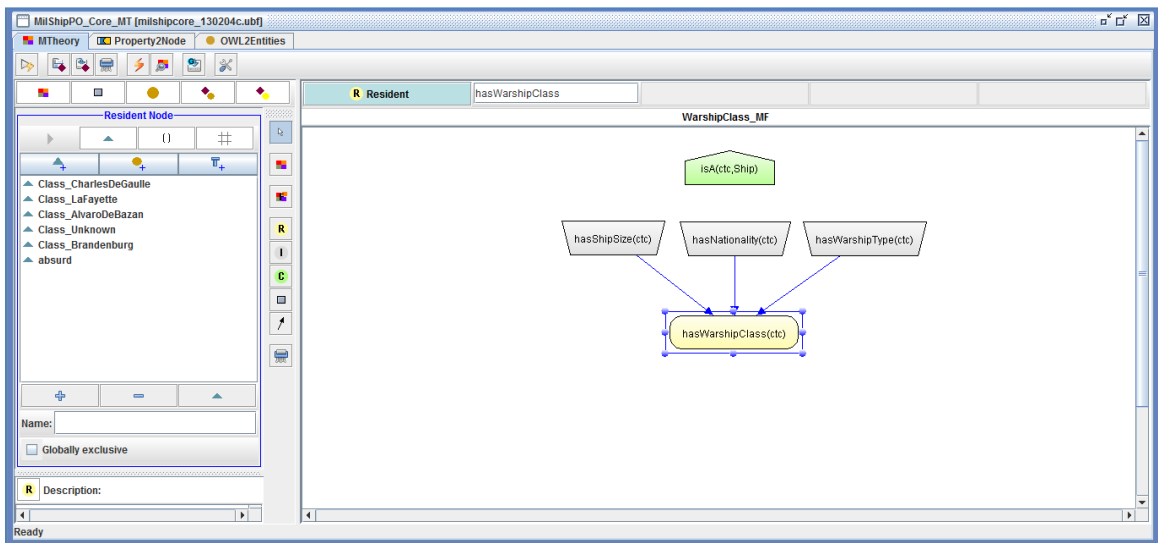 MilShipPO_Core_MT [milshipcore_130204c.ubf]
MTheory Property2Node OWL2Entities
R Resident hasWarshipClass
WarshipClass_MF
Resident Node
Class_CharlesDeGaulle
Class_LaFayette
Class_AlvaroDeBazan
Class_Unknown
Class_Brandenburg
absurd
Name:
Globally exclusive
R Description:
Ready
R
I
C
isA(ctc,Ship)
hasShipSize(ctc) hasNationality(ctc) hasWarshipType(ctc)
hasWarshipClass(ctc)